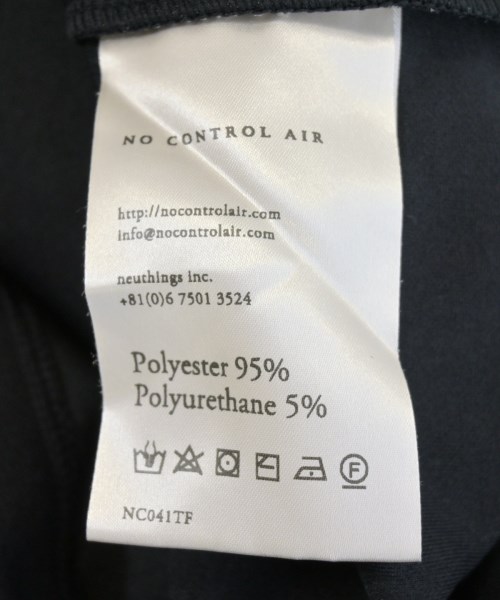 NO CONTROL AIR
http://nocontrolair.com
info@nocontrolair.com
neuthings inc.
+81(0)6 7501 3524
Polyester 95%
Polyurethane 5%
F
NC041TF